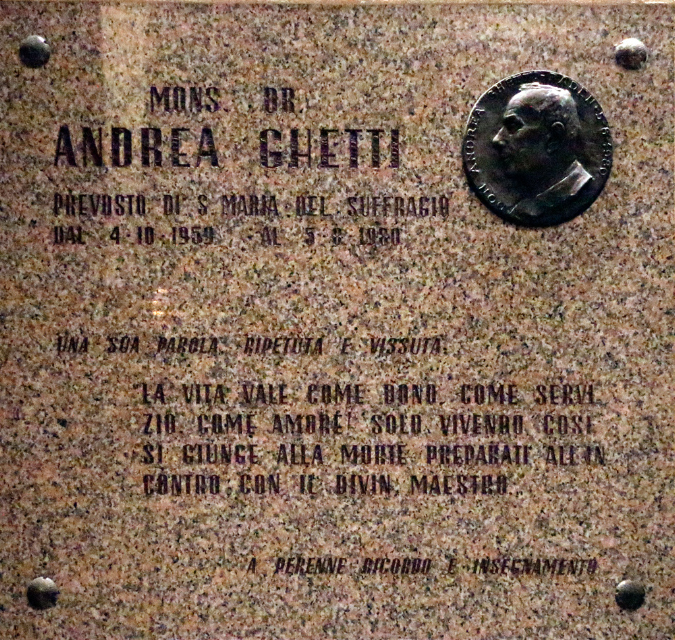 MONS. DR.
ANDREA GHETTI
PREVOSTO DI S. MARIA DEL SUFFRAGIO
DAL 4·10·1959 AL 5·8·1980
UNA SUA PAROLA, RIPETUTA E VISSUTA:
LA VITA VALE COME DONO, COME SERVI-
ZIO, COME AMORE! SOLO VIVENDO COSÌ
SI GIUNGE ALLA MORTE PREPARATI ALL'IN-
CONTRO CON IL DIVIN MAESTRO.
A PERENNE RICORDO E INSEGNAMENTO
MON ANDREA